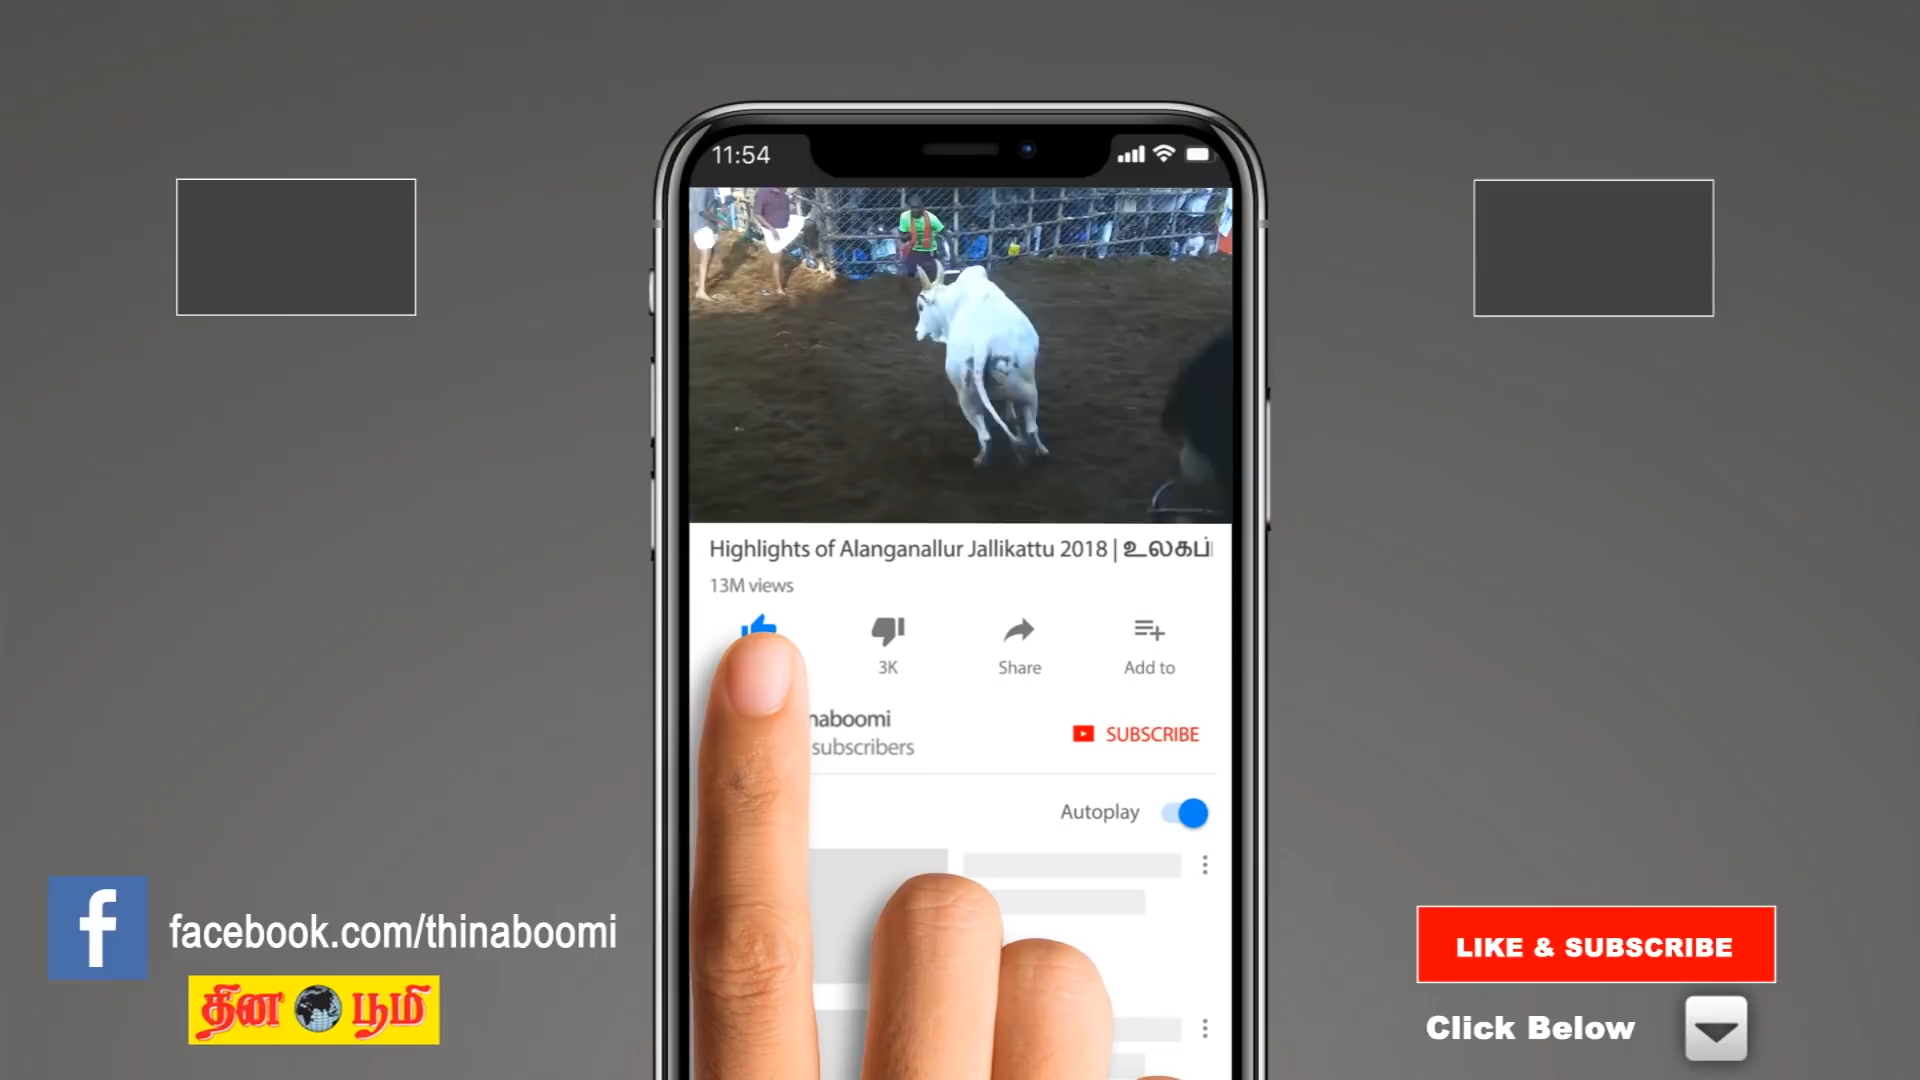 11:54
Highlights of Alanganallur Jallikattu 2018 | உலகப்
13M views
3K
Share
Add to
naboomi
subscribers
SUBSCRIBE
Autoplay
facebook.com/thinaboomi
தின பூமி
LIKE & SUBSCRIBE
Click Below